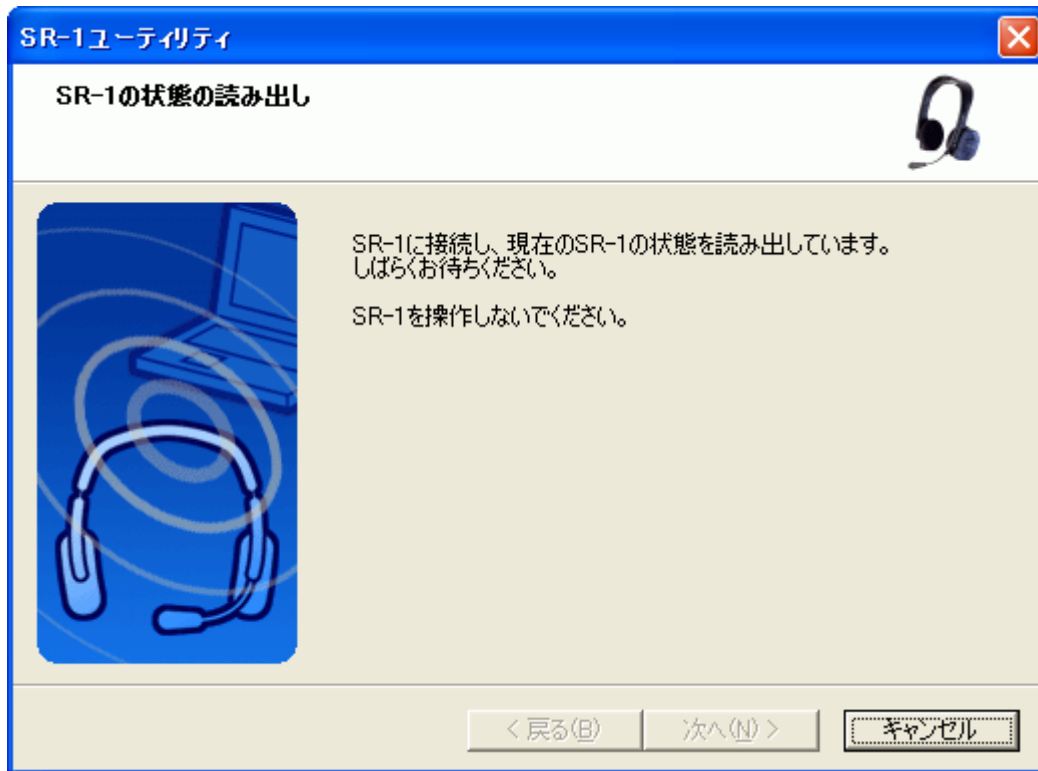 SR-1ユーティリティ
SR-1の状態の読み出し
SR-1に接続し、現在のSR-1の状態を読み出しています。
しばらくお待ちください。
SR-1を操作しないでください。
< 戻る(B)
次へ(N) >
キャンセル